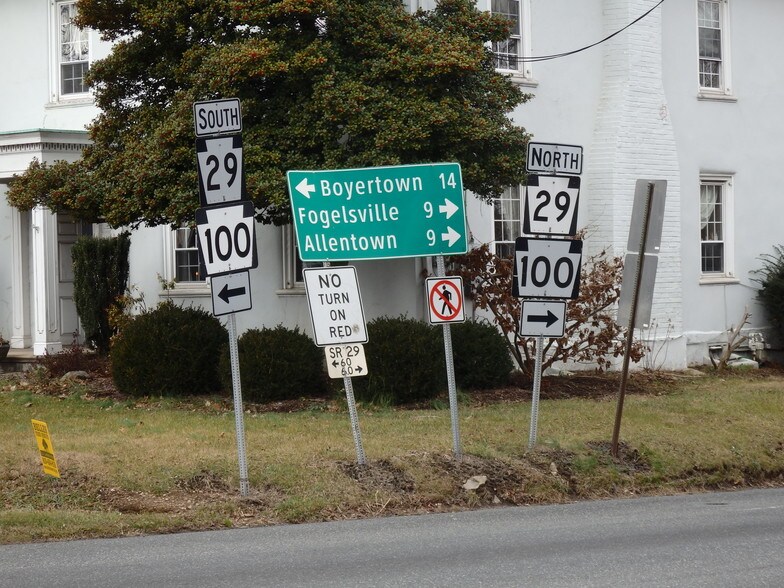 SOUTH
29
100
Boyertown 14
Fogelsville 9
Allentown 9
NO
TURN
ON
RED
SR 29
60
60
NORTH
29
100